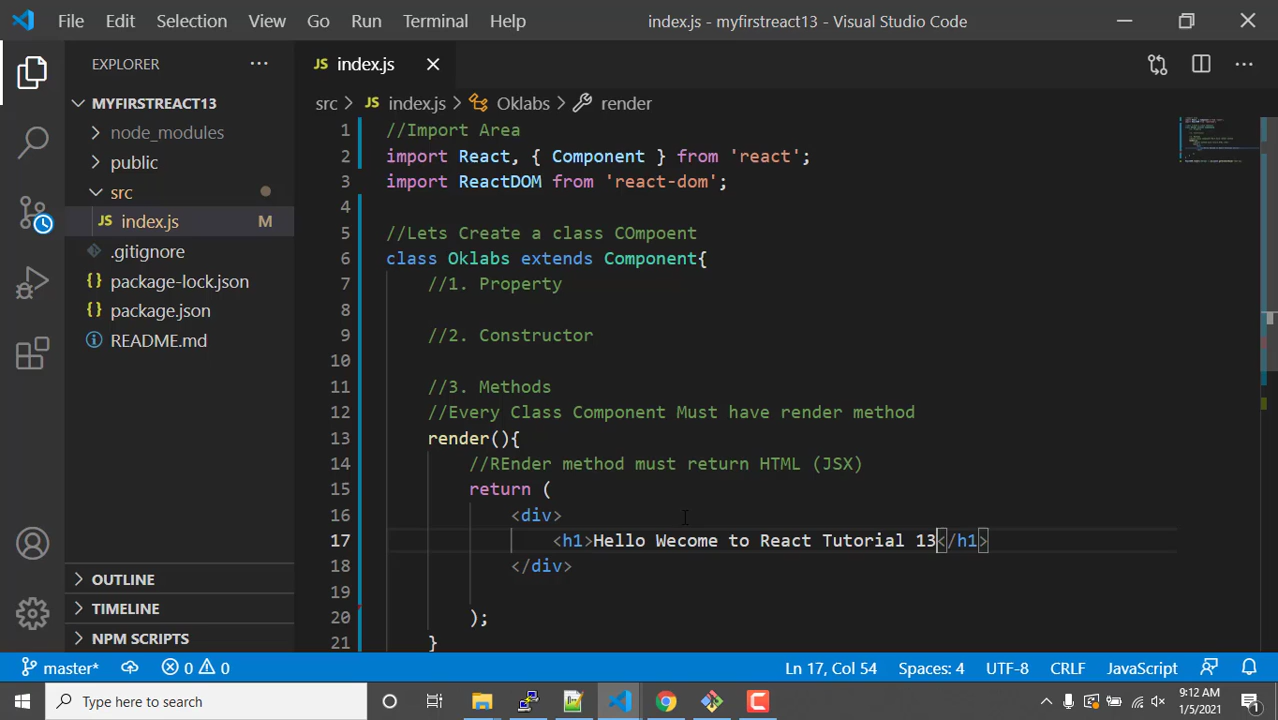 File Edit Selection View Go Run Terminal Help index.js - myfirstreact13 - Visual Studio Code
EXPLORER
JS index.js
MYFIRSTREACT13
node_modules
public
src
JS index.js M
.gitignore
{} package-lock.json
{} package.json
README.md
OUTLINE
TIMELINE
NPM SCRIPTS
src > JS index.js > Oklabs > render
1 //Import Area
2 import React, { Component } from 'react';
3 import ReactDOM from 'react-dom';
4
5 //Lets Create a class COmpoent
6 class Oklabs extends Component{
7 //1. Property
8
9 //2. Constructor
10
11 //3. Methods
12 //Every Class Component Must have render method
13 render(){
14 //REnder method must return HTML (JSX)
15 return (
16 <div>
17 <h1>Hello Wecome to React Tutorial 13</h1>
18 </div>
19
20 );
21 }
master* 0 0 Ln 17, Col 54 Spaces: 4 UTF-8 CRLF JavaScript
Type here to search
9:12 AM
1/5/2021
1